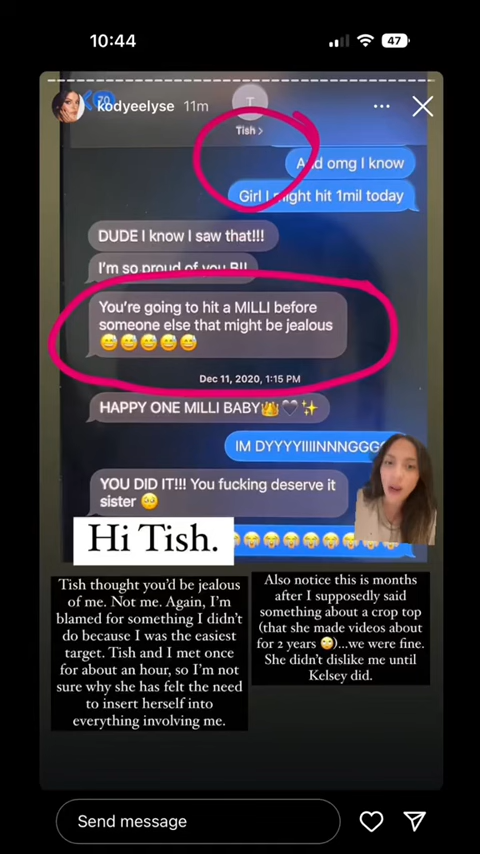 10:44
47
kodyeelyse 11m
T
Tish >
And omg I know
Girl I might hit 1mil today
DUDE I know I saw that!!!
I'm so proud of you B!!
You're going to hit a MILLI before
someone else that might be jealous
😅😅😅😅😅
Dec 11, 2020, 1:15 PM
HAPPY ONE MILLI BABY👑🖤✨
IM DYYYYIIIINNNGGGG
YOU DID IT!!! You fucking deserve it
sister 🥹
😭😭😭😭😭😭😭😭😭
Hi Tish.
Tish thought you'd be jealous
of me. Not me. Again, I'm
blamed for something I didn't
do because I was the easiest
target. Tish and I met once
for about an hour, so I'm not
sure why she has felt the need
to insert herself into
everything involving me.
Also notice this is months
after I supposedly said
something about a crop top
(that she made videos about
for 2 years 🙄)...we were fine.
She didn't dislike me until
Kelsey did.
Send message